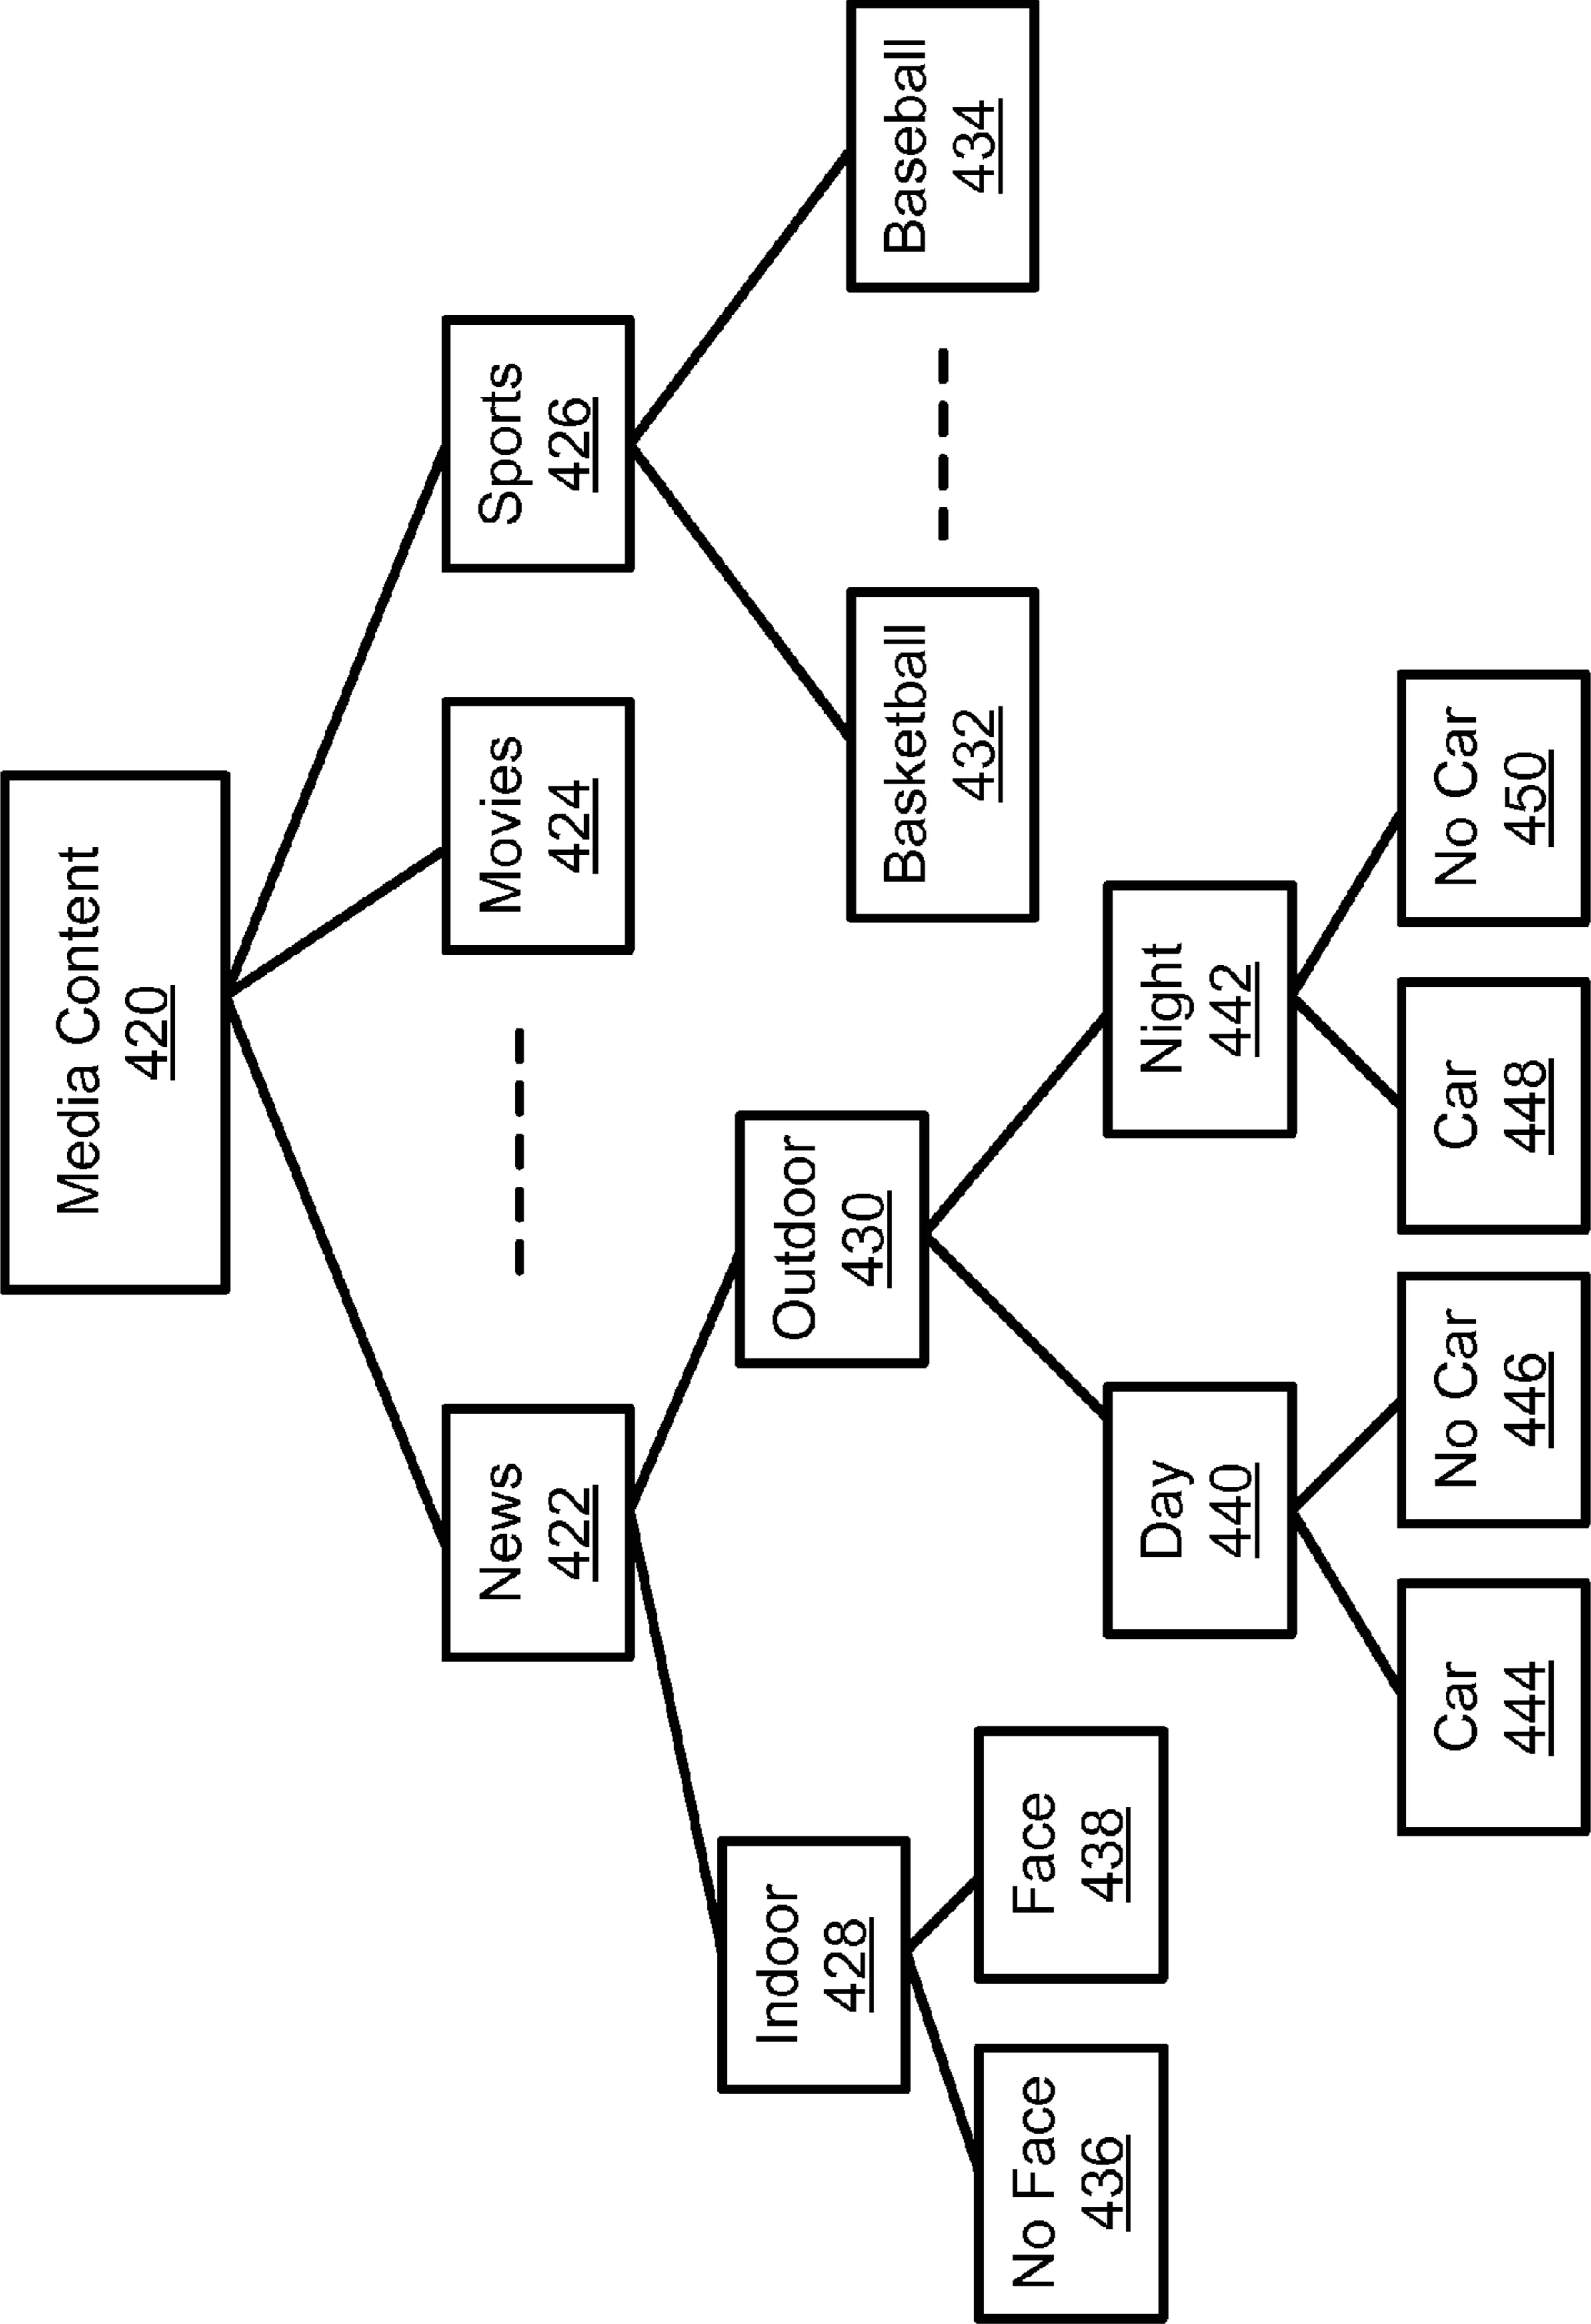 Media Content
420
News
422
Movies
424
Sports
426
Indoor
428
Outdoor
430
Basketball
432
Baseball
434
No Face
436
Face
438
Day
440
Night
442
Car
444
No Car
446
Car
448
No Car
450